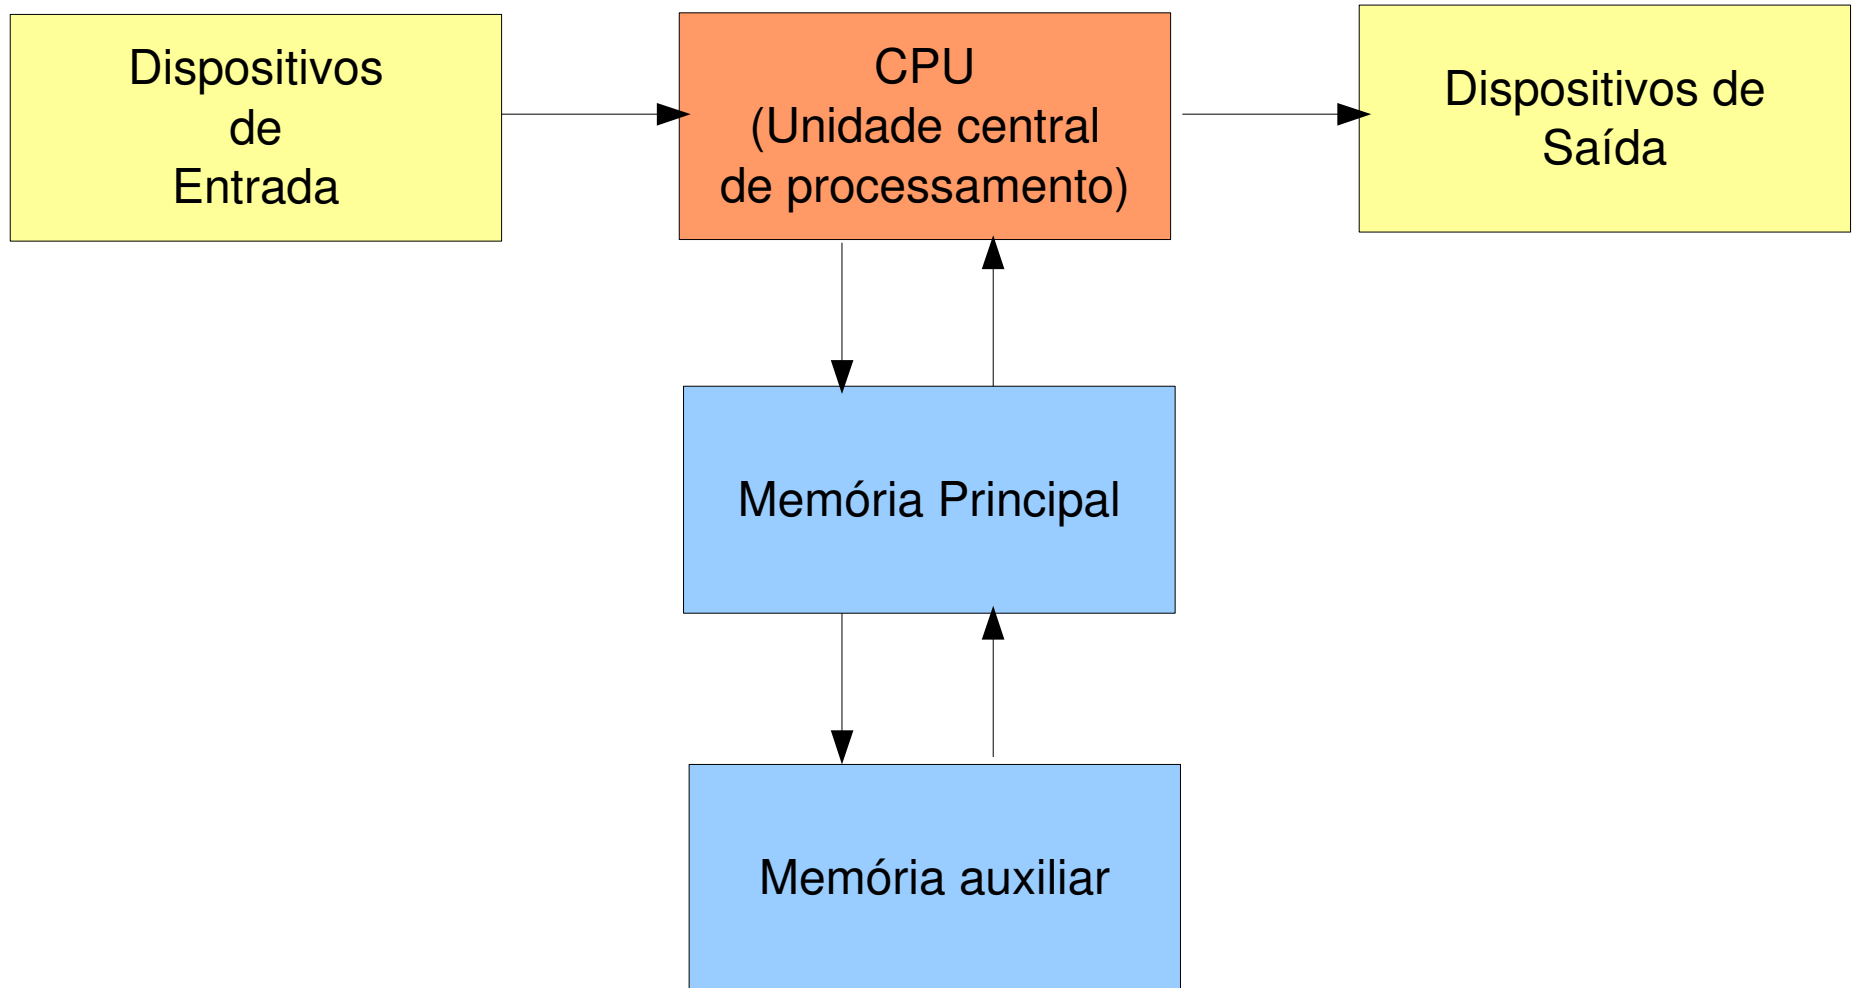 Dispositivos
de
Entrada
CPU
(Unidade central
de processamento)
Dispositivos de
Saída
Memória Principal
Memória auxiliar